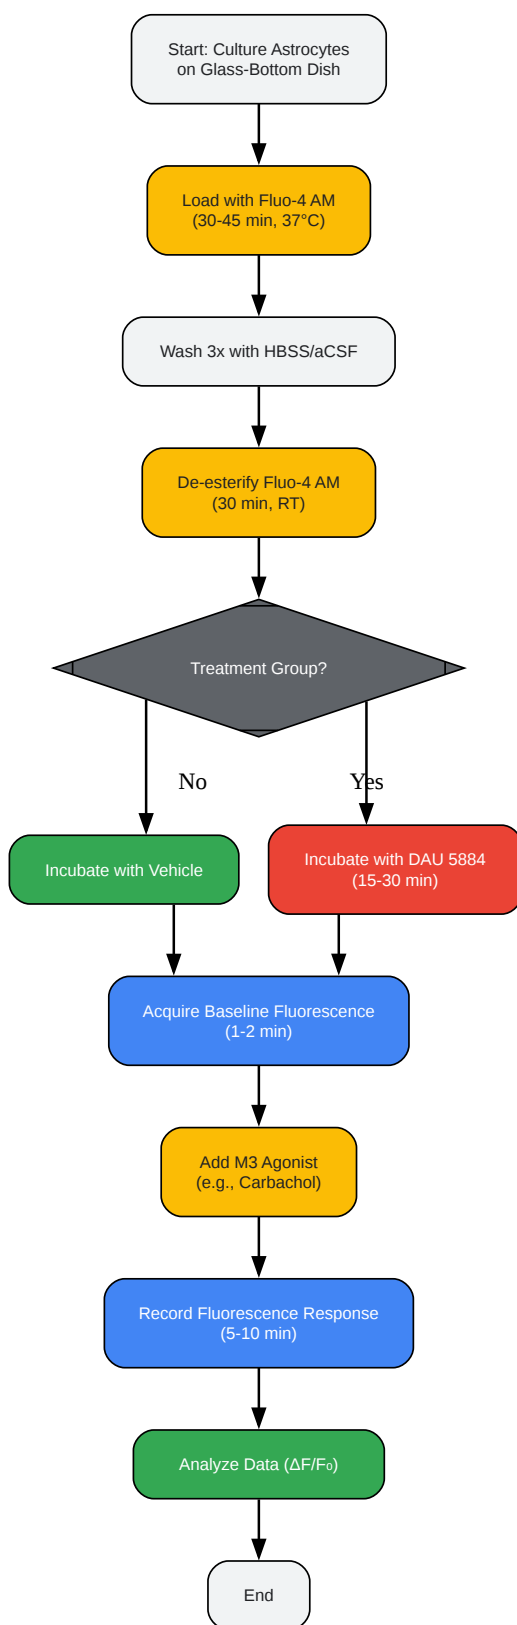 Start: Culture Astrocytes
on Glass-Bottom Dish
Load with Fluo-4 AM
(30-45 min, 37°C)
Wash 3x with HBSS/aCSF
De-esterify Fluo-4 AM
(30 min, RT)
Treatment Group?
No
Yes
Incubate with Vehicle
Incubate with DAU 5884
(15-30 min)
Acquire Baseline Fluorescence
(1-2 min)
Add M3 Agonist
(e.g., Carbachol)
Record Fluorescence Response
(5-10 min)
Analyze Data (ΔF/F₀)
End